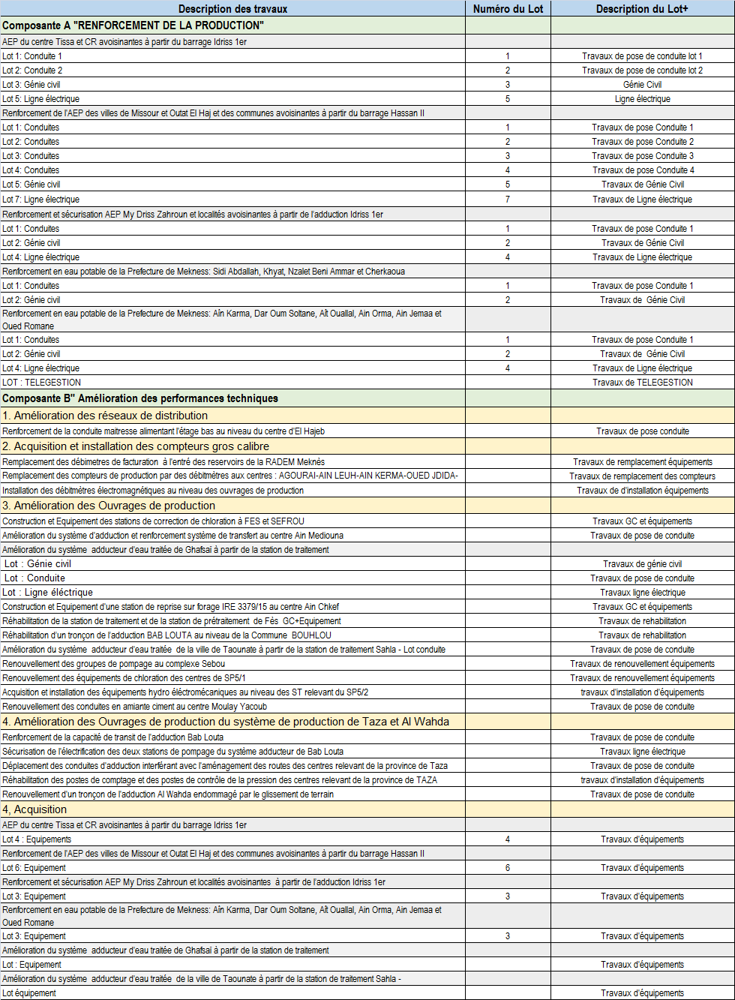 Description des travaux Numéro du Lot Description du Lot+
Composante A "RENFORCEMENT DE LA PRODUCTION"
AEP du centre Tissa et CR avoisinantes à partir du barrage Idriss 1er
Lot 1: Conduite 1 1 Travaux de pose de conduite lot 1
Lot 2: Conduite 2 2 Travaux de pose de conduite lot 2
Lot 3: Génie civil 3 Génie Civil
Lot 5: Ligne électrique 5 Ligne électrique
Renforcement de l'AEP des villes de Missour et Outat El Haj et des communes avoisinantes à partir du barrage Hassan II
Lot 1: Conduites 1 Travaux de pose Conduite 1
Lot 2: Conduites 2 Travaux de pose Conduite 2
Lot 3: Conduites 3 Travaux de pose Conduite 3
Lot 4: Conduites 4 Travaux de pose Conduite 4
Lot 5: Génie civil 5 Travaux de Génie Civil
Lot 7: Ligne électrique 7 Travaux de Ligne électrique
Renforcement et sécurisation AEP My Driss Zahroun et localités avoisinantes à partir de l'adduction Idriss 1er
Lot 1: Conduites 1 Travaux de pose Conduite 1
Lot 2: Génie civil 2 Travaux de Génie Civil
Lot 4: Ligne électrique 4 Travaux de Ligne électrique
Renforcement en eau potable de la Prefecture de Mekness: Sidi Abdallah, Khyat, Nzalet Beni Ammar et Cherkaoua
Lot 1: Conduites 1 Travaux de pose Conduite 1
Lot 2: Génie civil 2 Travaux de Génie Civil
Renforcement en eau potable de la Prefecture de Mekness: Aïn Karma, Dar Oum Soltane, Aït Ouallal, Ain Orma, Ain Jemaa et
Oued Romane
Lot 1: Conduites 1 Travaux de pose Conduite 1
Lot 2: Génie civil 2 Travaux de Génie Civil
Lot 4: Ligne électrique 4 Travaux de Ligne électrique
LOT : TELEGESTION Travaux de TELEGESTION
Composante B" Amélioration des performances techniques
1. Amélioration des réseaux de distribution
Renforcement de la conduite maitresse alimentant l'étage bas au niveau du centre d'El Hajeb Travaux de pose conduite
2. Acquisition et installation des compteurs gros calibre
Remplacement des débimetres de facturation à l'entré des reservoirs de la RADEM Meknés Travaux de remplacement équipements
Remplacement des compteurs de production par des débitmétres aux centres : AGOURAI-AIN LEUH-AIN KERMA-OUED JDIDA- Travaux de remplacement des compteurs
Installation des débitmétres électromagnétiques au niveau des ouvrages de production Travaux de d'installation équipements
3. Amélioration des Ouvrages de production
Construction et Equipement des stations de correction de chloration à FES et SEFROU Travaux GC et équipements
Amélioration du système d'adduction et renforcement système de transfert au centre Ain Mediouna Travaux de pose de conduite
Amélioration du système adducteur d'eau traitée de Ghafsaï à partir de la station de traitement
Lot : Génie civil Travaux de génie civil
Lot : Conduite Travaux de pose de conduite
Lot : Ligne éléctrique Travaux ligne électrique
Construction et Equipement d'une station de reprise sur forage IRE 3379/15 au centre Ain Chkef Travaux GC et équipements
Réhabilitation de la station de traitement et de la station de prétraitement de Fés GC+Equipement Travaux de rehabilitation
Réhabilitation d'un tronçon de l'adduction BAB LOUTA au niveau de la Commune BOUHLOU Travaux de rehabilitation
Amélioration du système adducteur d'eau traitée de la ville de Taounate à partir de la station de traitement Sahla - Lot conduite Travaux de pose de conduite
Renouvellement des groupes de pompage au complexe Sebou Travaux de renouvellement équipements
Renouvellement des équipements de chloration des centres de SP5/1 Travaux de renouvellement équipements
Acquisition et installation des équipements hydro éléctromécaniques au niveau des ST relevant du SP5/2 travaux d'installation d'équipements
Renouvellement des conduites en amiante ciment au centre Moulay Yacoub Travaux de pose de conduite
4. Amélioration des Ouvrages de production du système de production de Taza et Al Wahda
Renforcement de la capacité de transit de l'adduction Bab Louta Travaux de pose de conduite
Sécurisation de l'électrification des deux stations de pompage du système adducteur de Bab Louta Travaux ligne électrique
Déplacement des conduites d'adduction interférant avec l'aménagement des routes des centres relevant de la province de Taza Travaux de pose de conduite
Réhabilitation des postes de comptage et des postes de contrôle de la pression des centres relevant de la province de TAZA travaux d'installation d'équipements
Renouvellement d'un tronçon de l'adduction Al Wahda endommagé par le glissement de terrain Travaux de pose de conduite
4, Acquisition
AEP du centre Tissa et CR avoisinantes à partir du barrage Idriss 1er
Lot 4 : Equipements 4 Travaux d'équipements
Renforcement de l'AEP des villes de Missour et Outat El Haj et des communes avoisinantes à partir du barrage Hassan II
Lot 6: Equipement 6 Travaux d'équipements
Renforcement et sécurisation AEP My Driss Zahroun et localités avoisinantes à partir de l'adduction Idriss 1er
Lot 3: Equipement 3 Travaux d'équipements
Renforcement en eau potable de la Prefecture de Mekness: Aïn Karma, Dar Oum Soltane, Aït Ouallal, Ain Orma, Ain Jemaa et
Oued Romane
Lot 3: Equipement 3 Travaux d'équipements
Amélioration du système adducteur d'eau traitée de Ghafsaï à partir de la station de traitement
Lot : Equipement Travaux d'équipements
Amélioration du système adducteur d'eau traitée de la ville de Taounate à partir de la station de traitement Sahla -
Lot équipement Travaux d'équipements